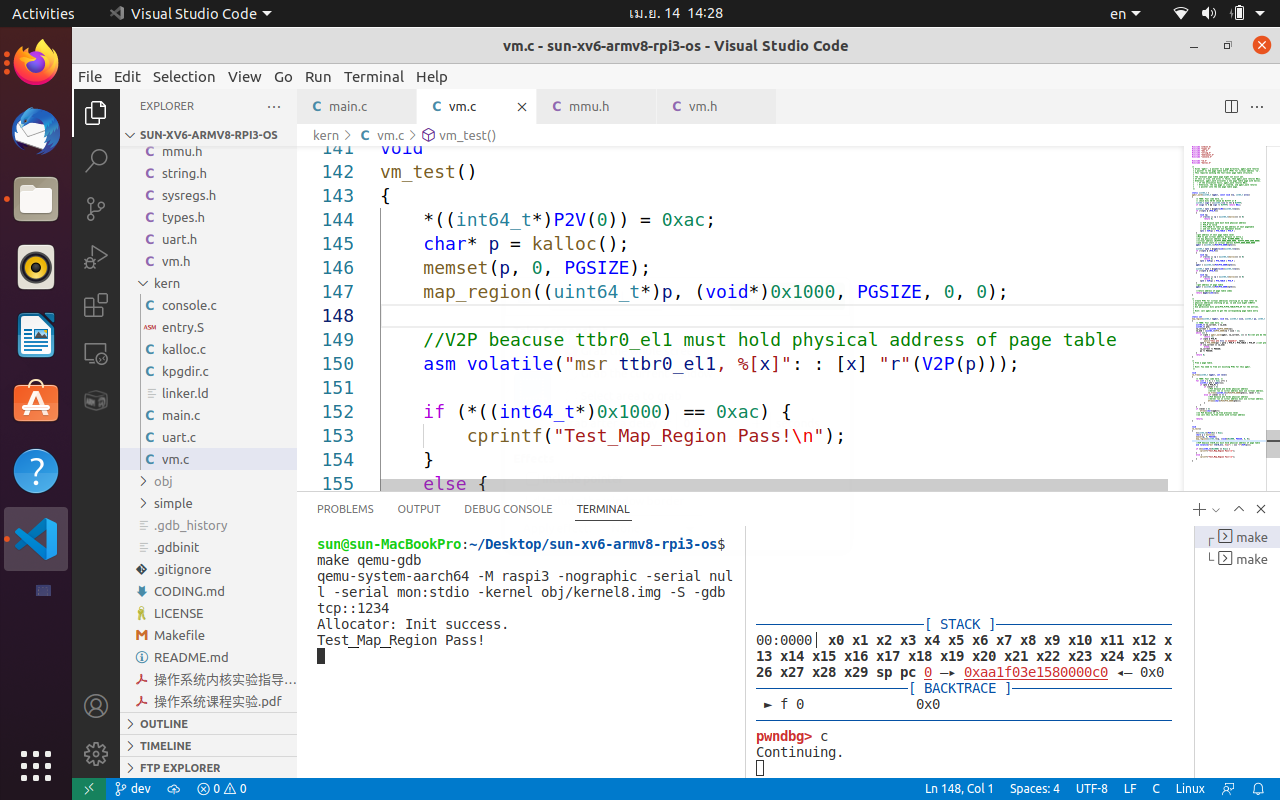 Activities
Visual Studio Code
เม.ย. 14 14:28
en
vm.c - sun-xv6-armv8-rpi3-os - Visual Studio Code
File Edit Selection View Go Run Terminal Help
EXPLORER
SUN-XV6-ARMV8-RPI3-OS
mmu.h
string.h
sysregs.h
types.h
uart.h
vm.h
kern
console.c
ASM entry.S
kalloc.c
kpgdir.c
linker.ld
main.c
uart.c
vm.c
obj
simple
.gdb_history
.gdbinit
.gitignore
CODING.md
LICENSE
Makefile
README.md
操作系统内核实验指导...
操作系统课程实验.pdf
OUTLINE
TIMELINE
FTP EXPLORER
main.c
vm.c
mmu.h
vm.h
kern > C vm.c > vm_test()
141 void
142 vm_test()
143 {
144 *((int64_t*)P2V(0)) = 0xac;
145 char* p = kalloc();
146 memset(p, 0, PGSIZE);
147 map_region((uint64_t*)p, (void*)0x1000, PGSIZE, 0, 0);
148
149 //V2P beacuse ttbr0_el1 must hold physical address of page table
150 asm volatile("msr ttbr0_el1, %[x]": : [x] "r"(V2P(p)));
151
152 if (*((int64_t*)0x1000) == 0xac) {
153 cprintf("Test_Map_Region Pass!\n");
154 }
155 else {
PROBLEMS OUTPUT DEBUG CONSOLE TERMINAL
sun@sun-MacBookPro:~/Desktop/sun-xv6-armv8-rpi3-os$
make qemu-gdb
qemu-system-aarch64 -M raspi3 -nographic -serial nul
l -serial mon:stdio -kernel obj/kernel8.img -S -gdb
tcp::1234
Allocator: Init success.
Test_Map_Region Pass!
[ STACK ]
00:0000│ x0 x1 x2 x3 x4 x5 x6 x7 x8 x9 x10 x11 x12 x
13 x14 x15 x16 x17 x18 x19 x20 x21 x22 x23 x24 x25 x
26 x27 x28 x29 sp pc 0 —▸ 0xaa1f03e1580000c0 ◂— 0x0
[ BACKTRACE ]
► f 0 0x0
pwndbg> c
Continuing.
make
make
dev
0 0
Ln 148, Col 1
Spaces: 4
UTF-8
LF
C
Linux